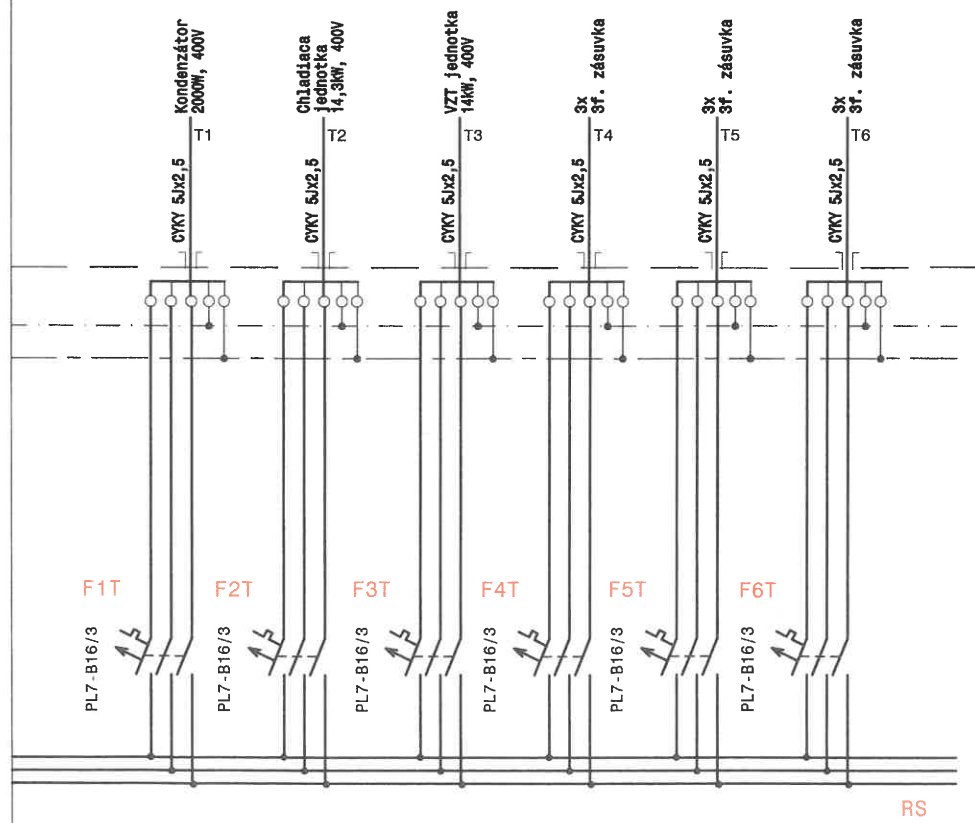 Kondenzátor
2000W, 400V
Chladiaca
jednotka
14,3kW, 400V
VZT jednotka
14kW, 400V
3x
3f. zásuvka
3x
3f. zásuvka
3x
3f. zásuvka
T1
T2
T3
T4
T5
T6
CYKY 5Jx2,5
CYKY 5Jx2,5
CYKY 5Jx2,5
CYKY 5Jx2,5
CYKY 5Jx2,5
CYKY 5Jx2,5
F1T
F2T
F3T
F4T
F5T
F6T
PL7-B16/3
PL7-B16/3
PL7-B16/3
PL7-B16/3
PL7-B16/3
PL7-B16/3
RS